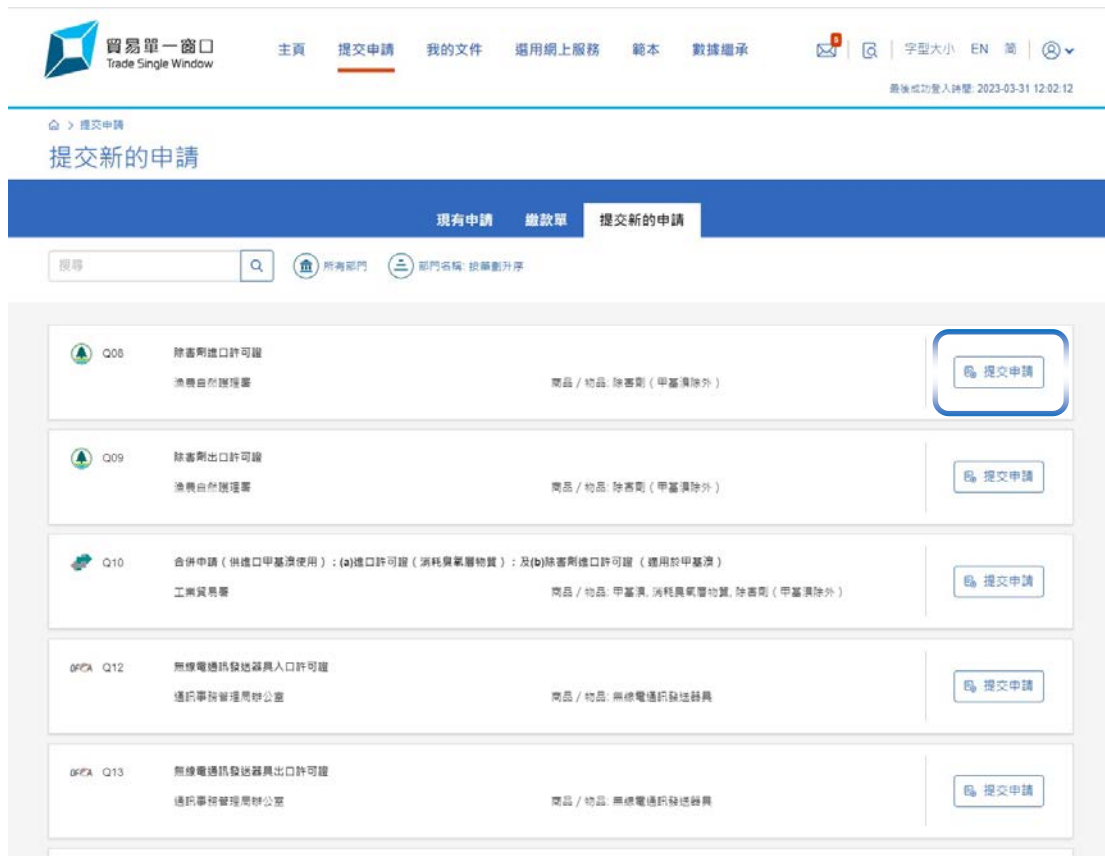 貿易單一窗口
Trade Single Window
主頁 提交申請 我的文件 選用網上服務 範本 數據繼承 字型大小 EN 简
最後成功登入時間: 2023-03-31 12:02:12
> 提交申請
提交新的申請
現有申請 繳款單 提交新的申請
搜尋 所有部門 部門名稱: 按筆劃升序
Q08 除害劑進口許可證
漁農自然護理署 商品 / 物品: 除害劑 ( 甲基溴除外 )
提交申請
Q09 除害劑出口許可證
漁農自然護理署 商品 / 物品: 除害劑 ( 甲基溴除外 )
提交申請
Q10 合併申請 ( 供進口甲基溴使用 ) : (a)進口許可證 ( 消耗臭氧層物質 ) : 及(b)除害劑進口許可證 ( 適用於甲基溴 )
工業貿易署 商品 / 物品: 甲基溴, 消耗臭氧層物質, 除害劑 ( 甲基溴除外 )
提交申請
OFCA Q12 無線電通訊發送器具入口許可證
通訊事務管理局辦公室 商品 / 物品: 無線電通訊發送器具
提交申請
OFCA Q13 無線電通訊發送器具出口許可證
通訊事務管理局辦公室 商品 / 物品: 無線電通訊發送器具
提交申請